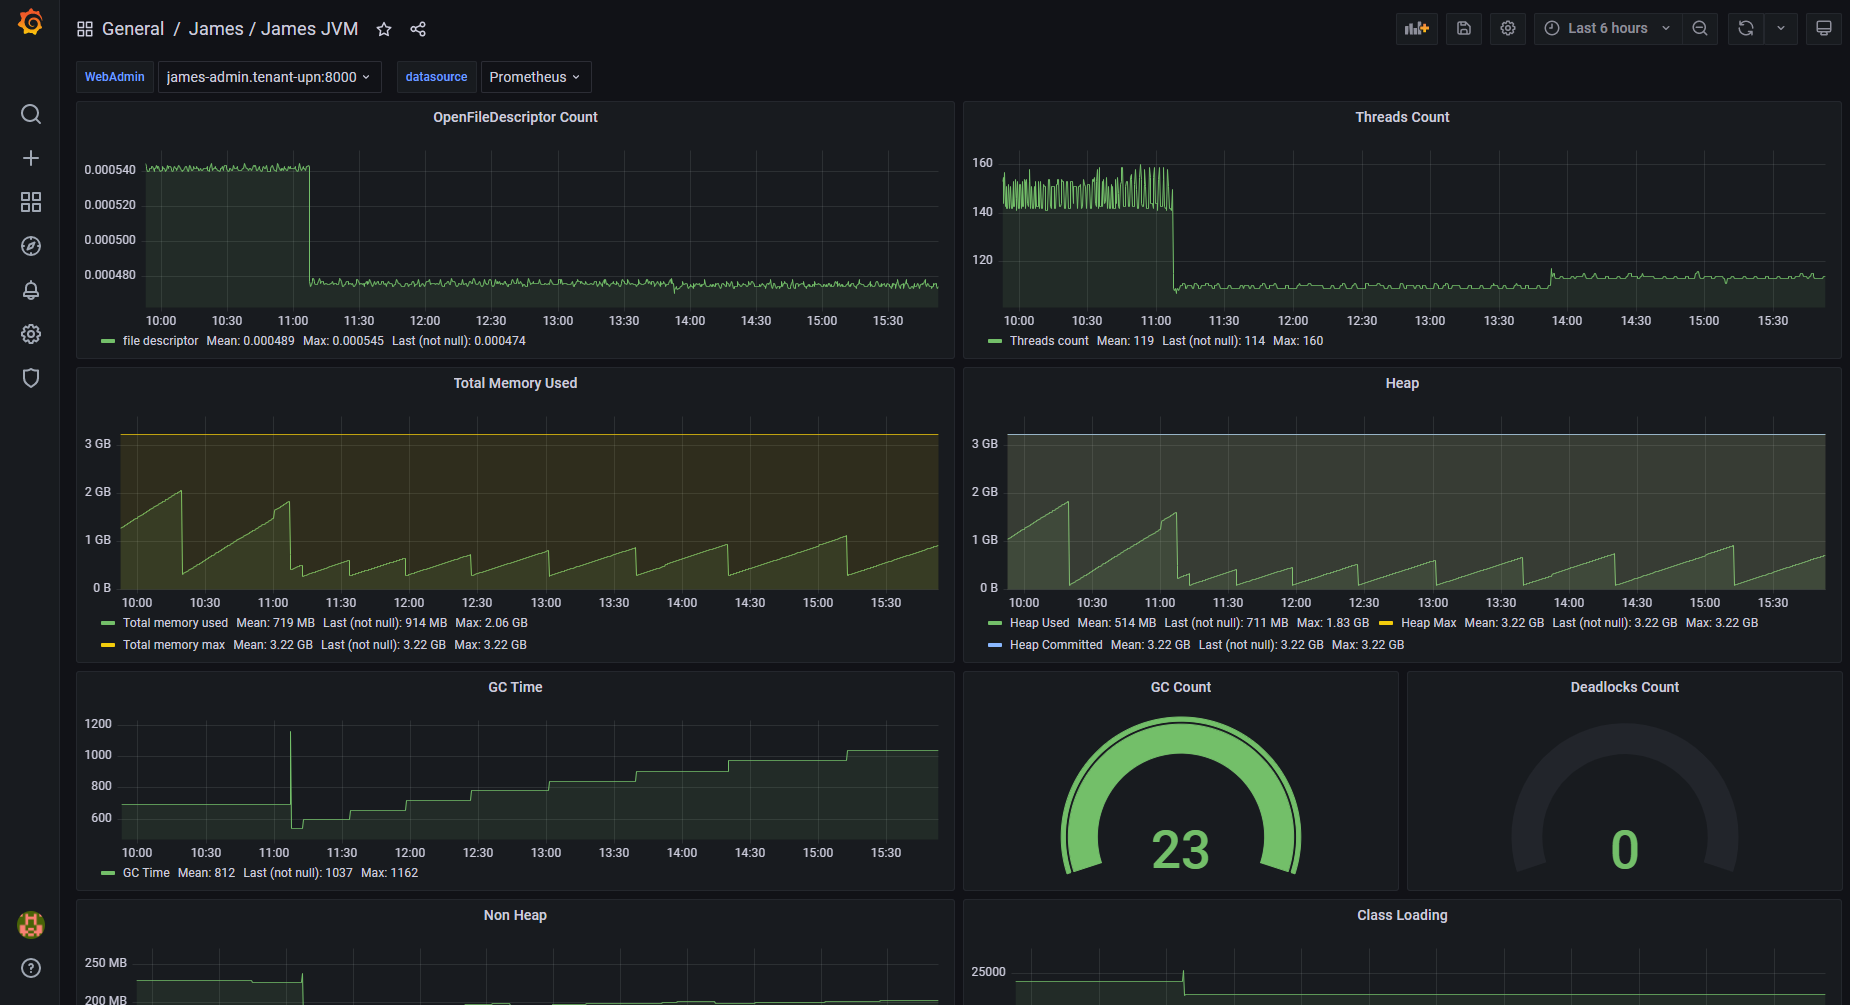 General / James / James JVM
Last 6 hours
WebAdmin james-admin.tenant-upn:8000 datasource Prometheus
OpenFileDescriptor Count
0.000540
0.000520
0.000500
0.000480
10:00 10:30 11:00 11:30 12:00 12:30 13:00 13:30 14:00 14:30 15:00 15:30
file descriptor Mean: 0.000489 Max: 0.000545 Last (not null): 0.000474
Threads Count
160
140
120
10:00 10:30 11:00 11:30 12:00 12:30 13:00 13:30 14:00 14:30 15:00 15:30
Threads count Mean: 119 Last (not null): 114 Max: 160
Total Memory Used
3 GB
2 GB
1 GB
0 B
10:00 10:30 11:00 11:30 12:00 12:30 13:00 13:30 14:00 14:30 15:00 15:30
Total memory used Mean: 719 MB Last (not null): 914 MB Max: 2.06 GB
Total memory max Mean: 3.22 GB Last (not null): 3.22 GB Max: 3.22 GB
Heap
3 GB
2 GB
1 GB
0 B
10:00 10:30 11:00 11:30 12:00 12:30 13:00 13:30 14:00 14:30 15:00 15:30
Heap Used Mean: 514 MB Last (not null): 711 MB Max: 1.83 GB Heap Max Mean: 3.22 GB Last (not null): 3.22 GB Max: 3.22 GB
Heap Committed Mean: 3.22 GB Last (not null): 3.22 GB Max: 3.22 GB
GC Time
1200
1000
800
600
10:00 10:30 11:00 11:30 12:00 12:30 13:00 13:30 14:00 14:30 15:00 15:30
GC Time Mean: 812 Last (not null): 1037 Max: 1162
GC Count
23
Deadlocks Count
0
Non Heap
250 MB
200 MB
Class Loading
25000